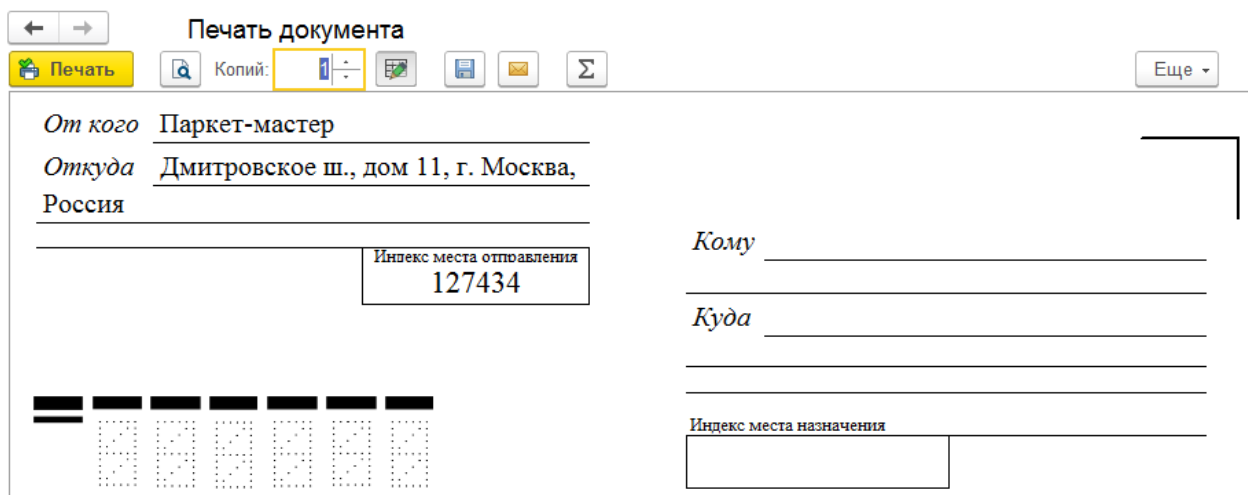 Печать документа
Печать Копий: 1 Σ Еще
От кого Паркет-мастер
Откуда Дмитровское ш., дом 11, г. Москва,
Россия
Индекс места отправления
127434
Кому
Куда
Индекс места назначения